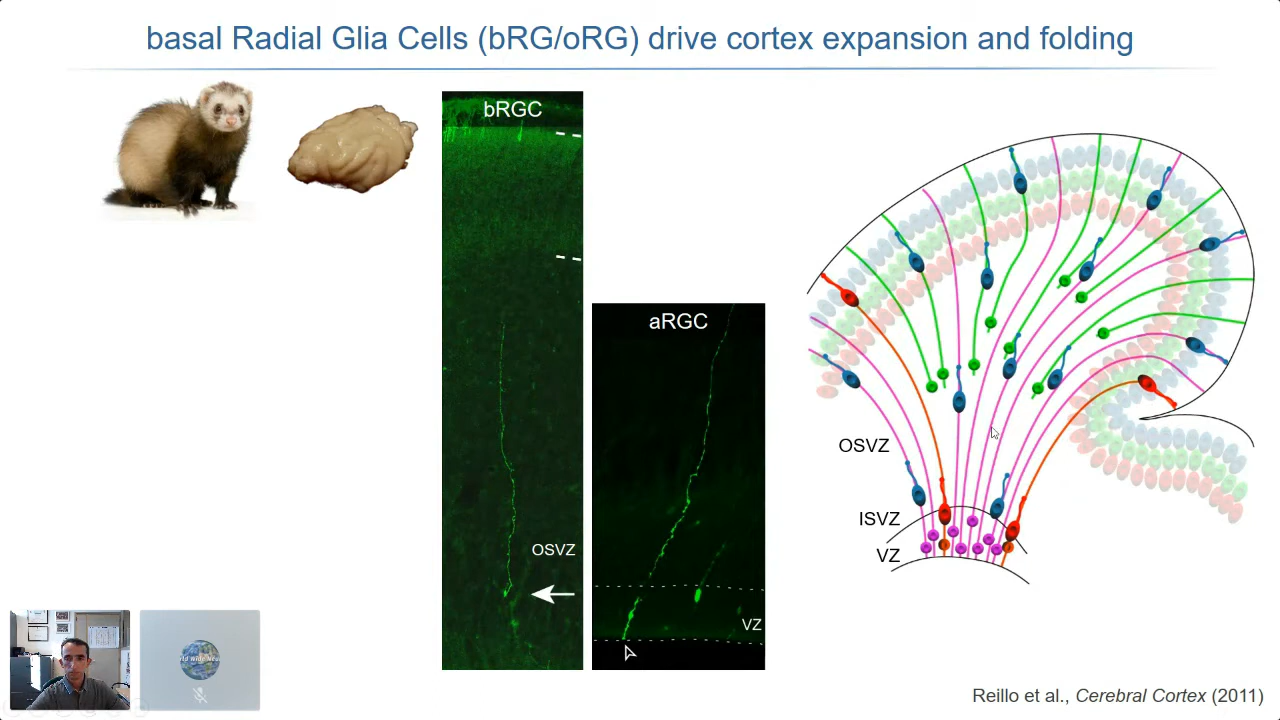 basal Radial Glia Cells (bRG/oRG) drive cortex expansion and folding
bRGC
aRGC
OSVZ
VZ
OSVZ
ISVZ
VZ
Reillo et al., Cerebral Cortex (2011)